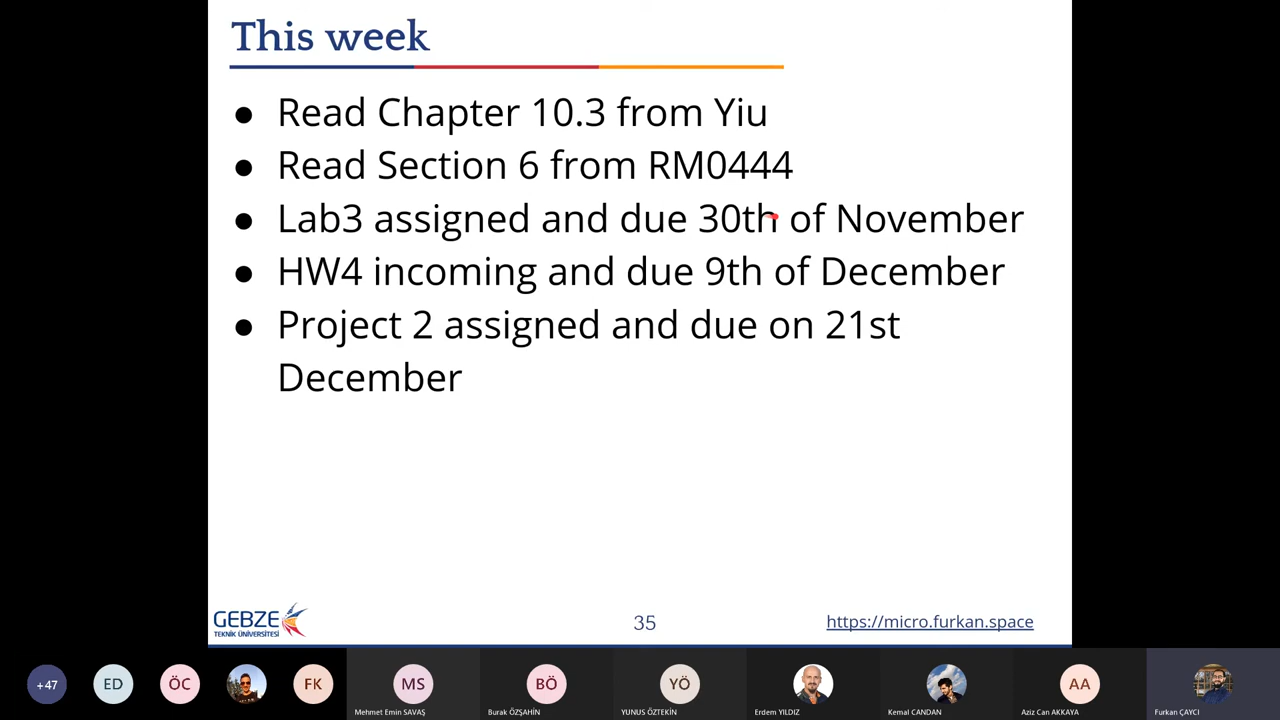 This week
● Read Chapter 10.3 from Yiu
● Read Section 6 from RM0444
● Lab3 assigned and due 30th of November
● HW4 incoming and due 9th of December
● Project 2 assigned and due on 21st
December
GEBZE
TEKNİK ÜNİVERSİTESİ
35
https://micro.furkan.space
+47
ED
ÖC
FK
MS
BÖ
YÖ
AA
Mehmet Emin SAVAŞ
Burak ÖZŞAHİN
YUNUS ÖZTEKİN
Erdem YILDIZ
Kemal CANDAN
Aziz Can AKKAYA
Furkan ÇAYCI